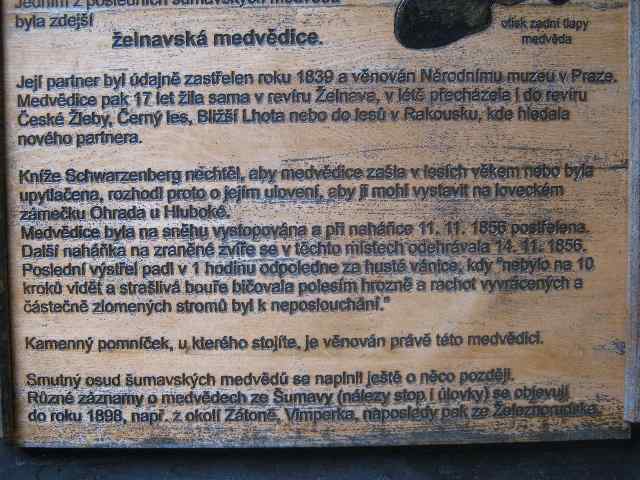 Jedním z posledních šumavských medvědů
byla zdejší
želnavská medvědice.
otisk zadní tlapy
medvěda
Její partner byl údajně zastřelen roku 1839 a věnován Národnímu muzeu v Praze.
Medvědice pak 17 let žila sama v revíru Želnava, v létě přecházela i do revíru
České Žleby, Černý les, Bližší Lhota nebo do lesů v Rakousku, kde hledala
nového partnera.
Kníže Schwarzenberg nechtěl, aby medvědice zašla v lesích věkem nebo byla
upytlačena, rozhodl proto o jejím ulovení, aby ji mohl vystavit na loveckém
zámečku Ohrada u Hluboké.
Medvědice byla na sněhu vystopována a při naháňce 11. 11. 1856 postřelena.
Další naháňka na zraněné zvíře se v těchto místech odehrávala 14. 11. 1856.
Poslední výstřel padl v 1 hodinu odpoledne za husté vánice, kdy "nebylo na 10
kroků vidět a strašlivá bouře bičovala polesím hrozně a rachot vyvrácených a
částečně zlomených stromů byl k neposlouchání."
Kamenný pomníček, u kterého stojíte, je věnován právě této medvědici.
Smutný osud šumavských medvědů se naplnil ještě o něco později.
Různé záznamy o medvědech ze Šumavy (nálezy stop i úlovky) se objevují
do roku 1898, např. z okolí Zátoně, Vimperka, naposledy pak ze Železnorudska.